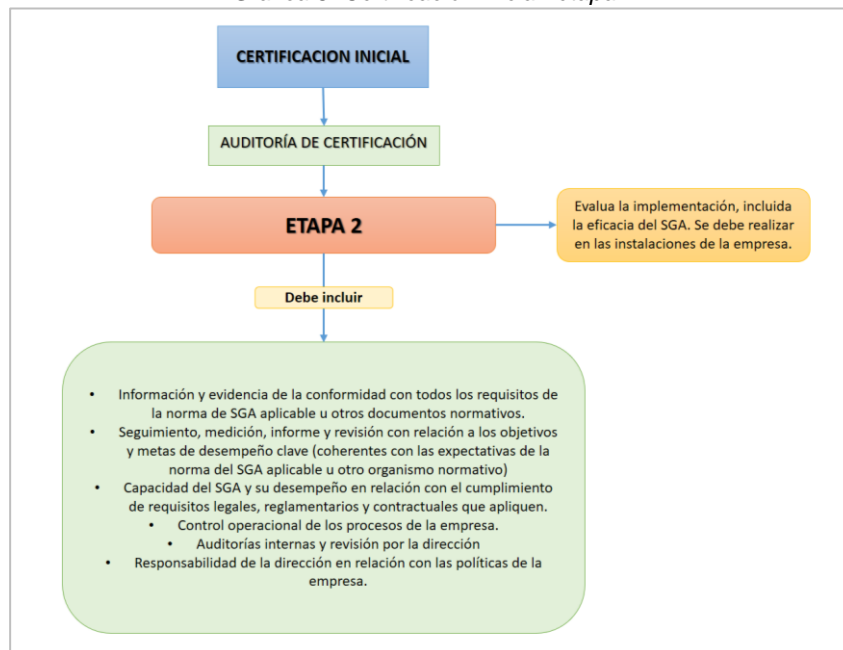 CERTIFICACION INICIAL
AUDITORÍA DE CERTIFICACIÓN
ETAPA 2
Evalua la implementación, incluida
la eficacia del SGA. Se debe realizar
en las instalaciones de la empresa.
Debe incluir
• Información y evidencia de la conformidad con todos los requisitos de
la norma de SGA aplicable u otros documentos normativos.
• Seguimiento, medición, informe y revisión con relación a los objetivos
y metas de desempeño clave (coherentes con las expectativas de la
norma del SGA aplicable u otro organismo normativo)
• Capacidad del SGA y su desempeño en relación con el cumplimiento
de requisitos legales, reglamentarios y contractuales que apliquen.
• Control operacional de los procesos de la empresa.
• Auditorías internas y revisión por la dirección
• Responsabilidad de la dirección en relación con las políticas de la
empresa.